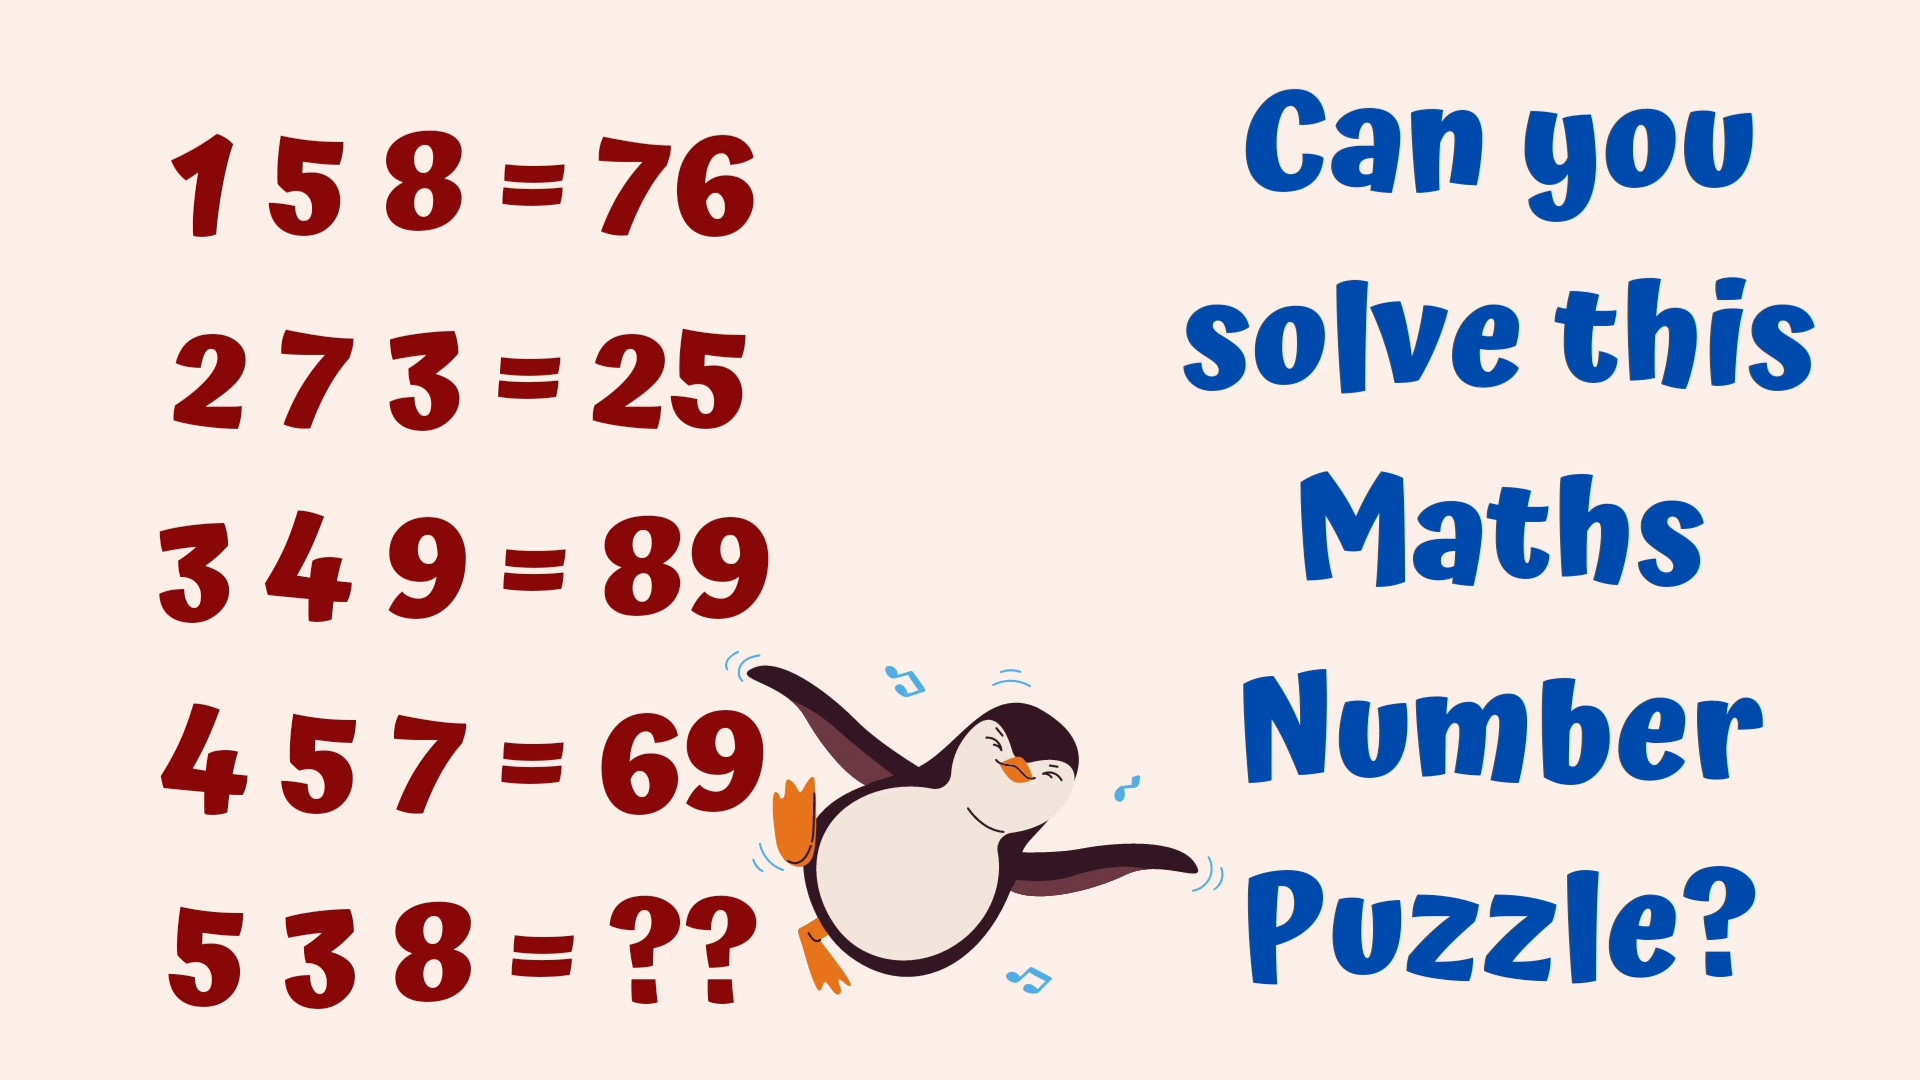 1 5 8 = 76
2 7 3 = 25
3 4 9 = 89
4 5 7 = 69
5 3 8 = ??
Can you
solve this
Maths
Number
Puzzle?